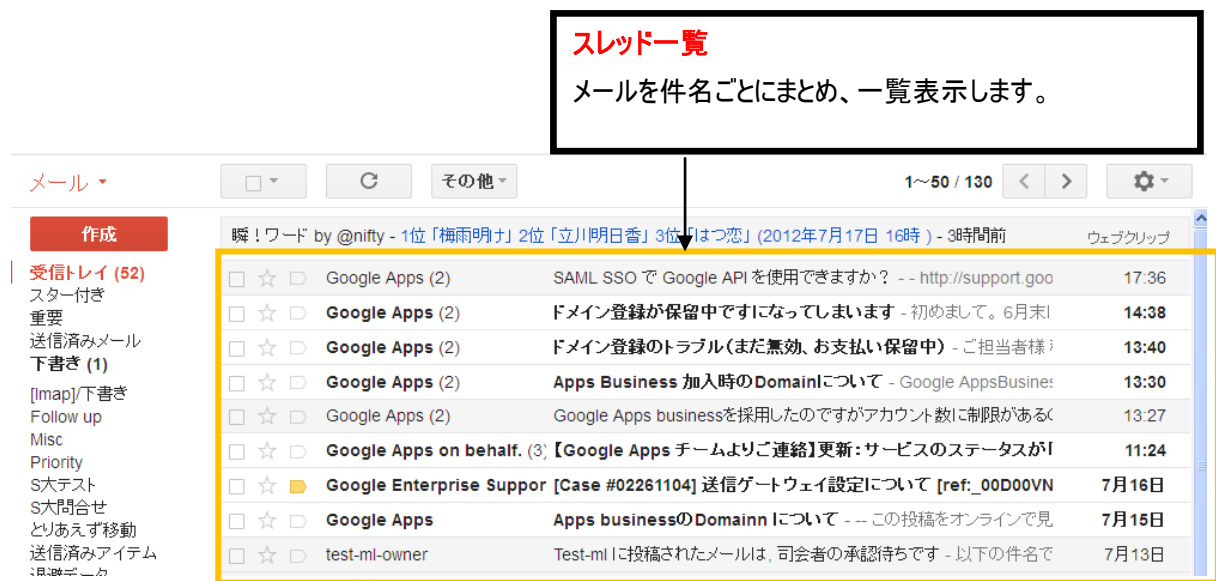 スレッド一覧
メールを件名ごとにまとめ、一覧表示します。
メール
その他
1～50 / 130
作成
瞬！ワード by @nifty - 1位「梅雨明け」 2位「立川明日香」 3位「はつ恋」 (2012年7月17日 16時 ) - 3時間前
ウェブクリップ
受信トレイ (52)
スター付き
重要
送信済みメール
下書き (1)
[Imap]/下書き
Follow up
Misc
Priority
S大テスト
S大問合せ
とりあえず移動
送信済みアイテム
Google Apps (2) SAML SSO で Google API を使用できますか？ - - http://support.goo 17:36
Google Apps (2) ドメイン登録が保留中ですになってしまいます - 初めまして。6月末 14:38
Google Apps (2) ドメイン登録のトラブル（まだ無効、お支払い保留中） - ご担当者様 13:40
Google Apps (2) Apps Business 加入時のDomainについて - Google AppsBusines 13:30
Google Apps (2) Google Apps businessを採用したのですがアカウント数に制限がある 13:27
Google Apps on behalf. (3) 【Google Apps チームよりご連絡】更新：サービスのステータスが 11:24
Google Enterprise Suppor [Case #02261104] 送信ゲートウェイ設定について [ref:_00D00VN 7月16日
Google Apps Apps businessのDomainn について - -- この投稿をオンラインで見 7月15日
test-ml-owner Test-ml に投稿されたメールは，司会者の承認待ちです - 以下の件名で 7月13日